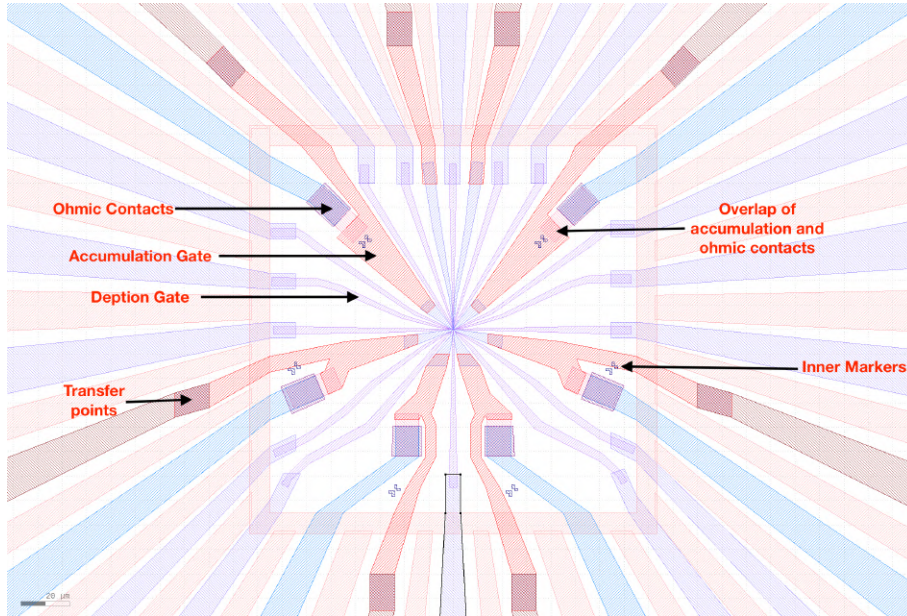 Ohmic Contacts
Overlap of
accumulation and
ohmic contacts
Accumulation Gate
Deption Gate
Inner Markers
Transfer
points
20 μm